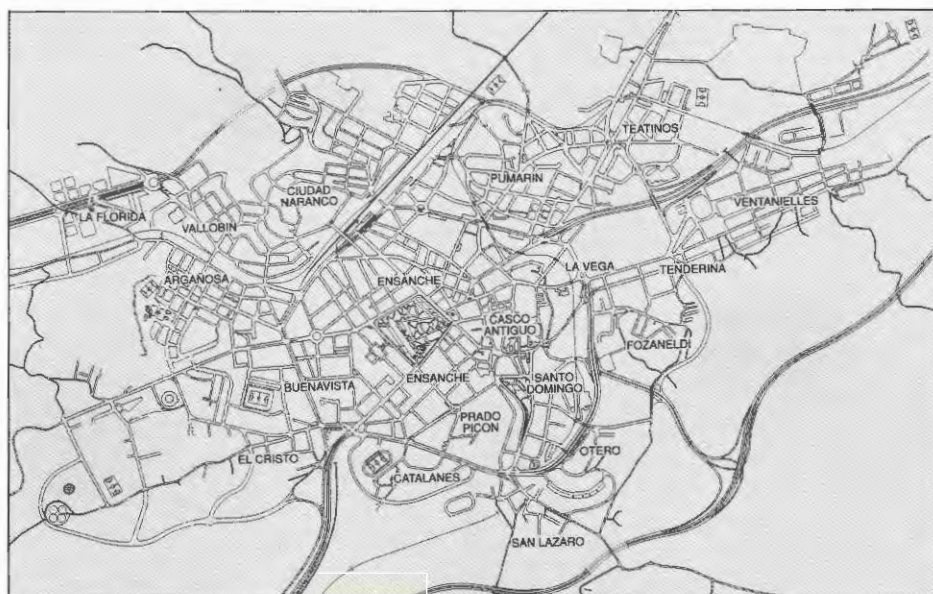 TEATINOS
PUMARIN
CIUDAD
NARANCO
VENTANIELLES
LA FLORIDA
VALLOBIN
ARGAÑOSA
ENSANCHE
LA VEGA
TENDERINA
CASCO
ANTIGUO
FOZANELDI
BUENAVISTA
ENSANCHE
SANTO
DOMINGO
PRADO
PICON
EL CRISTO
CATALANES
OTERO
SAN LAZARO